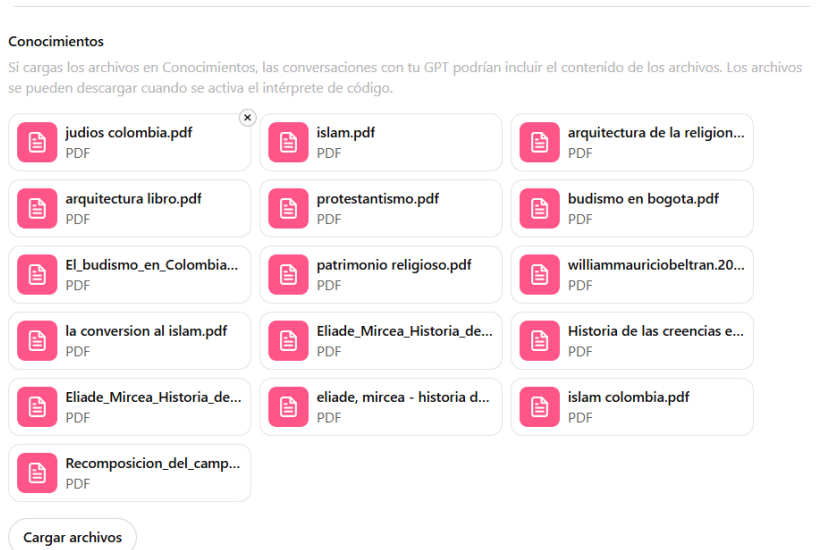 Conocimientos
Si cargas los archivos en Conocimientos, las conversaciones con tu GPT podrían incluir el contenido de los archivos. Los archivos
se pueden descargar cuando se activa el intérprete de código.
judios colombia.pdf
PDF
islam.pdf
PDF
arquitectura de la religion...
PDF
arquitectura libro.pdf
PDF
protestantismo.pdf
PDF
budismo en bogota.pdf
PDF
El_budismo_en_Colombia...
PDF
patrimonio religioso.pdf
PDF
williammauriciobeltran.20...
PDF
la conversion al islam.pdf
PDF
Eliade_Mircea_Historia_de...
PDF
Historia de las creencias e...
PDF
Eliade_Mircea_Historia_de...
PDF
eliade, mircea - historia d...
PDF
islam colombia.pdf
PDF
Recomposicion_del_camp...
PDF
Cargar archivos